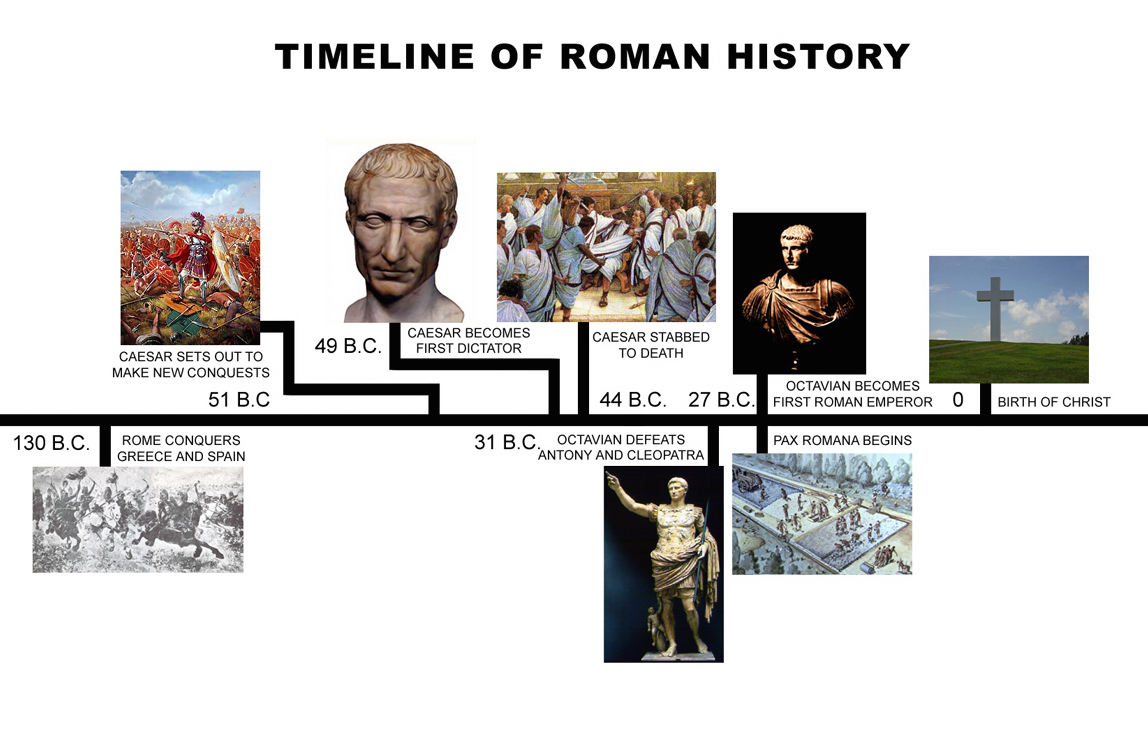 TIMELINE OF ROMAN HISTORY
CAESAR SETS OUT TO
MAKE NEW CONQUESTS
51 B.C
49 B.C.
CAESAR BECOMES
FIRST DICTATOR
CAESAR STABBED
TO DEATH
44 B.C.
27 B.C.
OCTAVIAN BECOMES
FIRST ROMAN EMPEROR
0
BIRTH OF CHRIST
130 B.C.
ROME CONQUERS
GREECE AND SPAIN
31 B.C.
OCTAVIAN DEFEATS
ANTONY AND CLEOPATRA
PAX ROMANA BEGINS